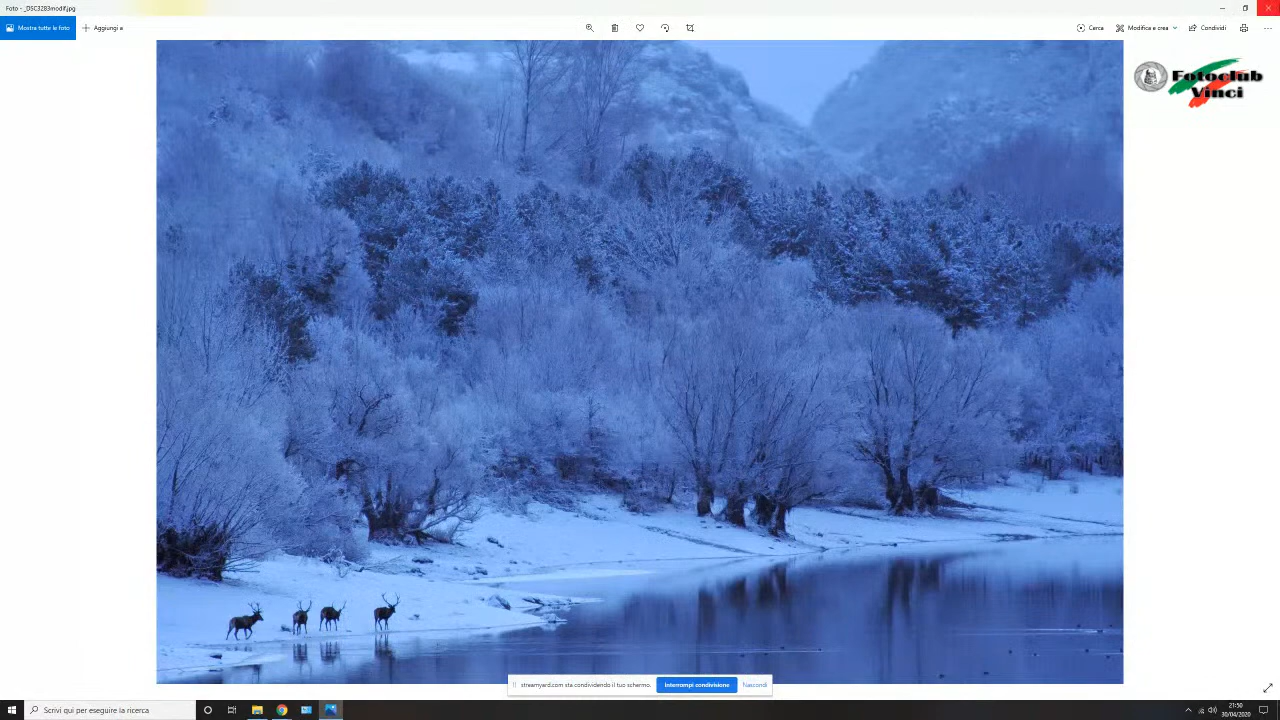 Foto - _DSC3283modif.jpg
Mostra tutte le foto
Aggiungi a
Cerca
Modifica e crea
Condividi
Fotoclub
Vinci
streamyard.com sta condividendo il tuo schermo.
Interrompi condivisione
Nascondi
Scrivi qui per eseguire la ricerca
21:50
30/04/2020